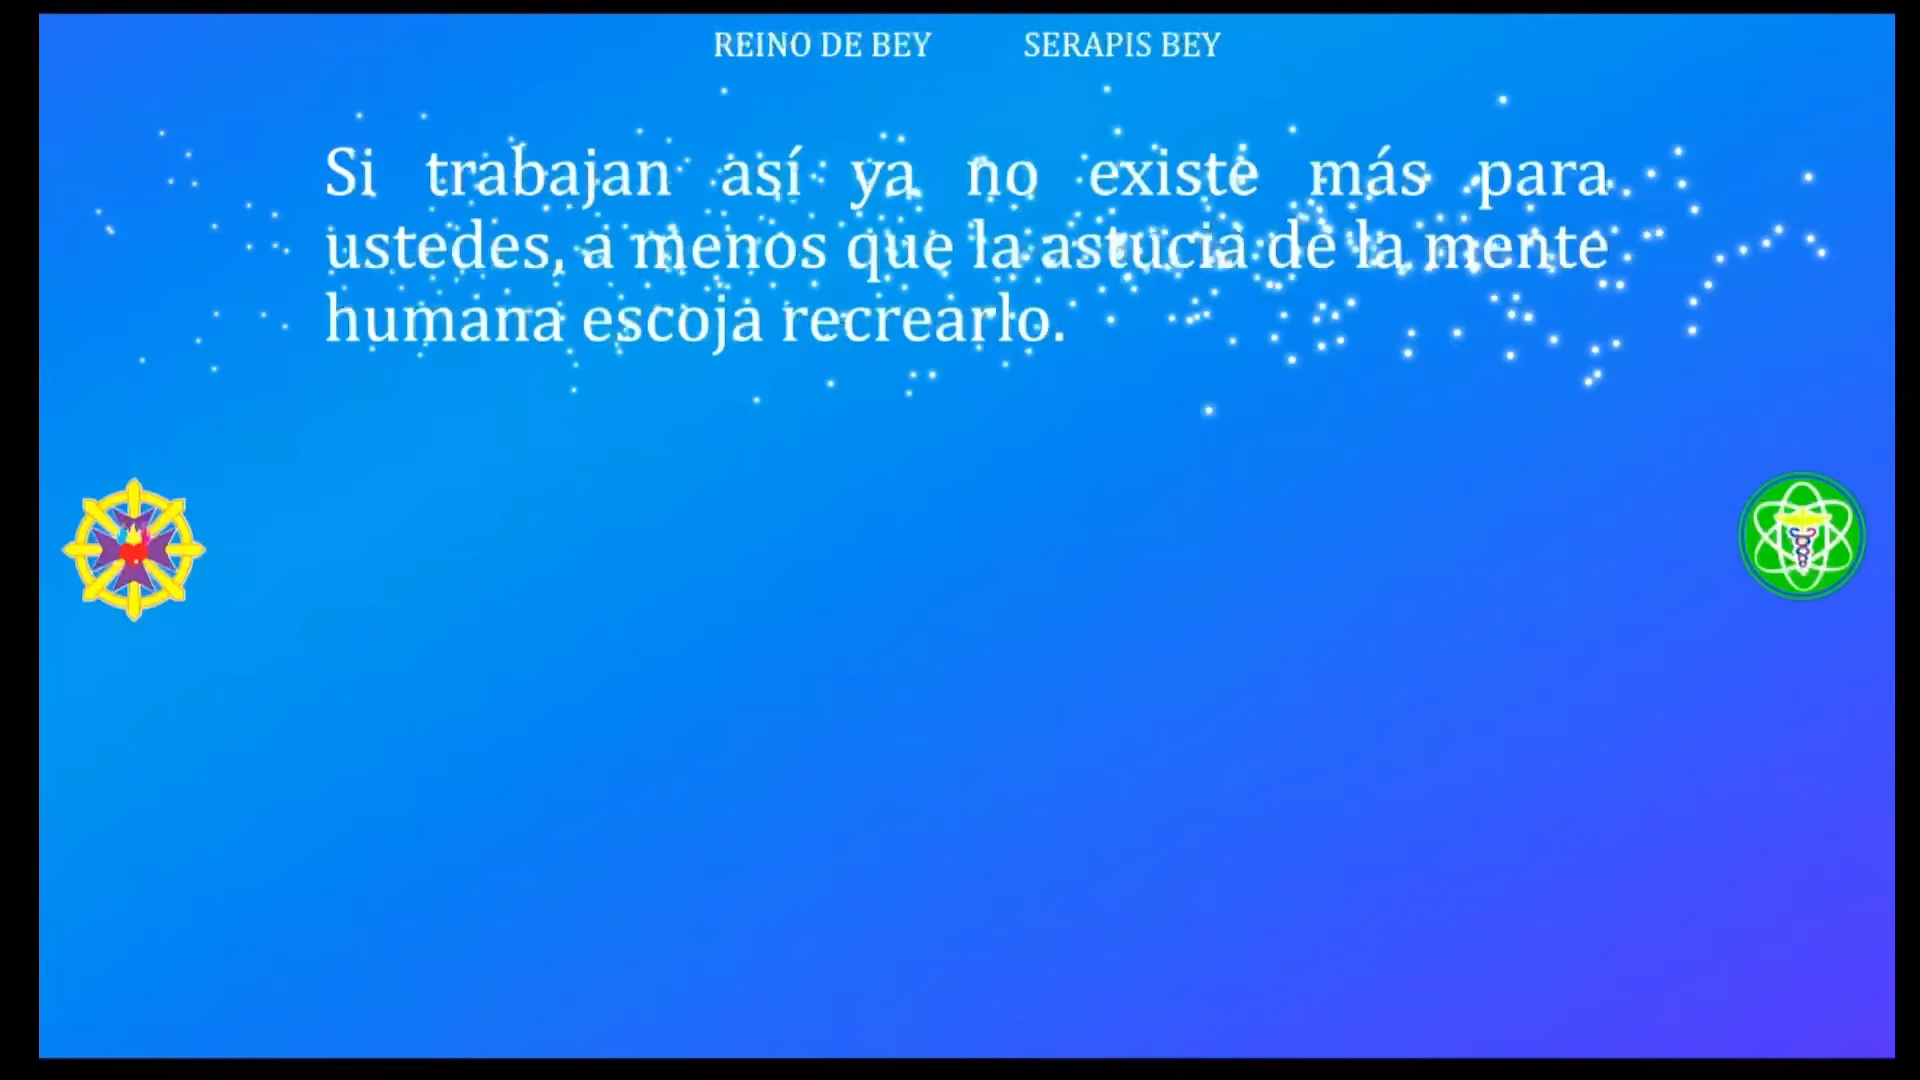 REINO DE BEY SERAPIS BEY
Si trabajan así ya no existe más para
ustedes, a menos que la astucia de la mente
humana escoja recrearlo.